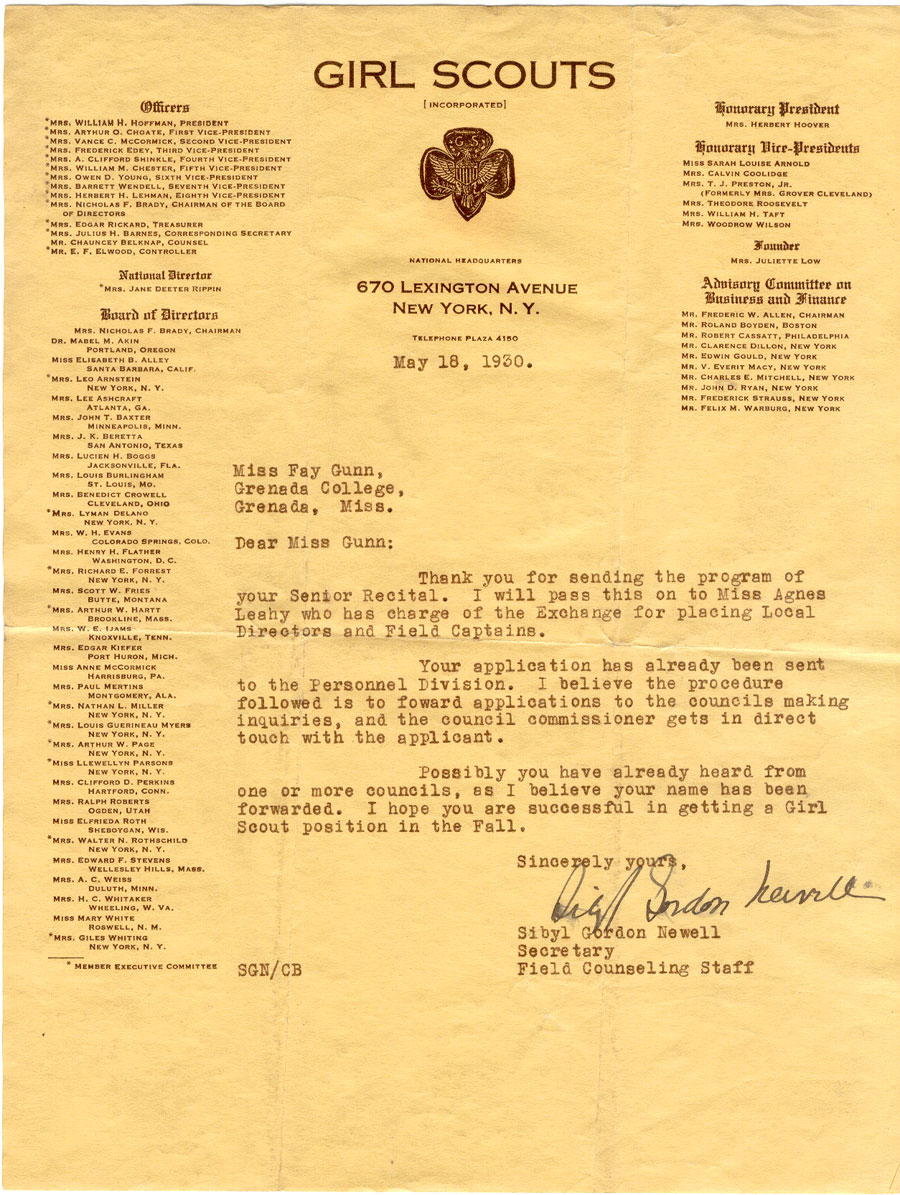 GIRL SCOUTS
[INCORPORATED]
G S
NATIONAL HEADQUARTERS
670 LEXINGTON AVENUE
NEW YORK, N. Y.
TELEPHONE PLAZA 4150
Officers
*MRS. WILLIAM H. HOFFMAN, PRESIDENT
*MRS. ARTHUR O. CHOATE, FIRST VICE-PRESIDENT
*MRS. VANCE C. MCCORMICK, SECOND VICE-PRESIDENT
*MRS. FREDERICK EDEY, THIRD VICE-PRESIDENT
*MRS. A. CLIFFORD SHINKLE, FOURTH VICE-PRESIDENT
*MRS. WILLIAM M. CHESTER, FIFTH VICE-PRESIDENT
*MRS. OWEN D. YOUNG, SIXTH VICE-PRESIDENT
*MRS. BARRETT WENDELL, SEVENTH VICE-PRESIDENT
*MRS. HERBERT H. LEHMAN, EIGHTH VICE-PRESIDENT
*MRS. NICHOLAS F. BRADY, CHAIRMAN OF THE BOARD
OF DIRECTORS
*MRS. EDGAR RICKARD, TREASURER
*MRS. JULIUS H. BARNES, CORRESPONDING SECRETARY
MR. CHAUNCEY BELKNAP, COUNSEL
*MR. E. F. ELWOOD, CONTROLLER
National Director
*MRS. JANE DEETER RIPPIN
Board of Directors
MRS. NICHOLAS F. BRADY, CHAIRMAN
DR. MABEL M. AKIN
PORTLAND, OREGON
MISS ELISABETH B. ALLEY
SANTA BARBARA, CALIF.
*MRS. LEO ARNSTEIN
NEW YORK, N. Y.
MRS. LEE ASHCRAFT
ATLANTA, GA.
MRS. JOHN T. BAXTER
MINNEAPOLIS, MINN.
MRS. J. K. BERETTA
SAN ANTONIO, TEXAS
MRS. LUCIEN H. BOGGS
JACKSONVILLE, FLA.
MRS. LOUIS BURLINGHAM
ST. LOUIS, MO.
MRS. BENEDICT CROWELL
CLEVELAND, OHIO
*MRS. LYMAN DELANO
NEW YORK, N. Y.
MRS. W. H. EVANS
COLORADO SPRINGS, COLO.
MRS. HENRY H. FLATHER
WASHINGTON, D. C.
*MRS. RICHARD E. FORREST
NEW YORK, N. Y.
MRS. SCOTT W. FRIES
BUTTE, MONTANA
*MRS. ARTHUR W. HARTT
BROOKLINE, MASS.
MRS. W. E. IJAMS
KNOXVILLE, TENN.
MRS. EDGAR KIEFER
PORT HURON, MICH.
MISS ANNE MCCORMICK
HARRISBURG, PA.
MRS. PAUL MERTINS
MONTGOMERY, ALA.
*MRS. NATHAN L. MILLER
NEW YORK, N. Y.
*MRS. LOUIS GUERINEAU MYERS
NEW YORK, N. Y.
*MRS. ARTHUR W. PAGE
NEW YORK, N. Y.
*MISS LLEWELLYN PARSONS
NEW YORK, N. Y.
MRS. CLIFFORD D. PERKINS
HARTFORD, CONN.
MRS. RALPH ROBERTS
OGDEN, UTAH
MISS ELFRIEDA ROTH
SHEBOYGAN, WIS.
*MRS. WALTER N. ROTHSCHILD
NEW YORK, N. Y.
MRS. EDWARD F. STEVENS
WELLESLEY HILLS, MASS.
MRS. A. C. WEISS
DULUTH, MINN.
MRS. H. C. WHITAKER
WHEELING, W. VA.
MISS MARY WHITE
ROSWELL, N. M.
*MRS. GILES WHITING
NEW YORK, N. Y.
* MEMBER EXECUTIVE COMMITTEE
Honorary President
MRS. HERBERT HOOVER
Honorary Vice-Presidents
MISS SARAH LOUISE ARNOLD
MRS. CALVIN COOLIDGE
MRS. T. J. PRESTON, JR.
(FORMERLY MRS. GROVER CLEVELAND)
MRS. THEODORE ROOSEVELT
MRS. WILLIAM H. TAFT
MRS. WOODROW WILSON
Founder
MRS. JULIETTE LOW
Advisory Committee on
Business and Finance
MR. FREDERIC W. ALLEN, CHAIRMAN
MR. ROLAND BOYDEN, BOSTON
MR. ROBERT CASSATT, PHILADELPHIA
MR. CLARENCE DILLON, NEW YORK
MR. EDWIN GOULD, NEW YORK
MR. V. EVERIT MACY, NEW YORK
MR. CHARLES E. MITCHELL, NEW YORK
MR. JOHN D. RYAN, NEW YORK
MR. FREDERICK STRAUSS, NEW YORK
MR. FELIX M. WARBURG, NEW YORK
May 18, 1930.
Miss Fay Gunn,
Grenada College,
Grenada, Miss.
Dear Miss Gunn:
Thank you for sending the program of
your Senior Recital. I will pass this on to Miss Agnes
Leahy who has charge of the Exchange for placing Local
Directors and Field Captains.
Your application has already been sent
to the Personnel Division. I believe the procedure
followed is to foward applications to the councils making
inquiries, and the council commissioner gets in direct
touch with the applicant.
Possibly you have already heard from
one or more councils, as I believe your name has been
forwarded. I hope you are successful in getting a Girl
Scout position in the Fall.
Sincerely yours,
Sibyl Gordon Newell
Sibyl Gordon Newell
Secretary
Field Counseling Staff
SGN/CB